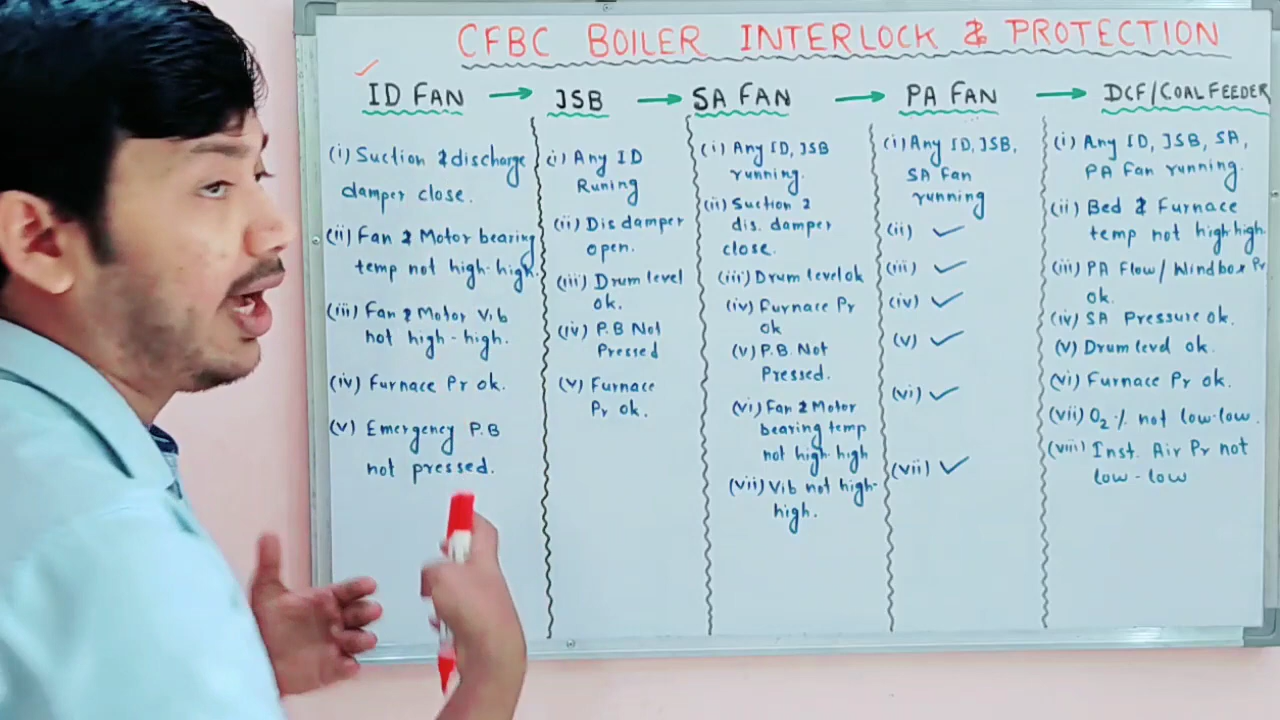 CFBC BOILER INTERLOCK & PROTECTION
ID FAN → JSB → SA FAN → PA FAN → DCF/COAL FEEDER
(i) Suction & discharge
damper close.
(ii) Fan & Motor bearing
temp not high-high.
(iii) Fan & Motor Vib
not high-high.
(iv) Furnace Pr ok.
(v) Emergency P.B
not pressed.
(i) Any ID
Runing
(ii) Dis damper
open.
(iii) Drum level
ok.
(iv) P.B Not
Pressed
(v) Furnace
Pr ok.
(i) Any ID, JSB
running.
(ii) Suction &
dis. damper
close.
(iii) Drum level ok
(iv) Furnace Pr
ok
(v) P.B. Not
Pressed.
(vi) Fan & Motor
bearing temp
not high-high
(vii) Vib not high-
high.
(i) Any ID, JSB,
SA Fan
running
(ii) ✓
(iii) ✓
(iv) ✓
(v) ✓
(vi) ✓
(vii) ✓
(i) Any ID, JSB, SA,
PA Fan running.
(ii) Bed & Furnace
temp not high high.
(iii) PA Flow/Windbox Pr
ok.
(iv) SA Pressure ok.
(v) Drum level ok.
(vi) Furnace Pr ok.
(vii) O2 % not low-low.
(viii) Inst. Air Pr not
low-low